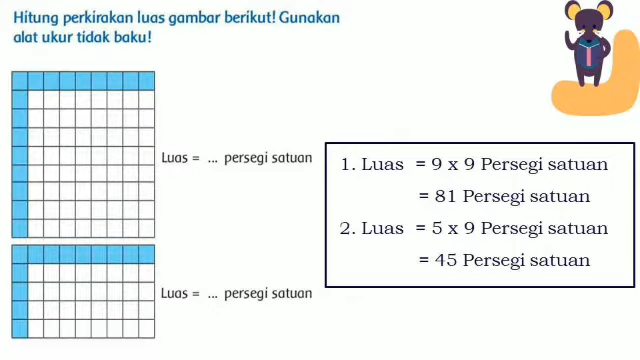 Hitung perkirakan luas gambar berikut! Gunakan
alat ukur tidak baku!
Luas = ... persegi satuan
1. Luas = 9 x 9 Persegi satuan
= 81 Persegi satuan
2. Luas = 5 x 9 Persegi satuan
= 45 Persegi satuan
Luas = ... persegi satuan